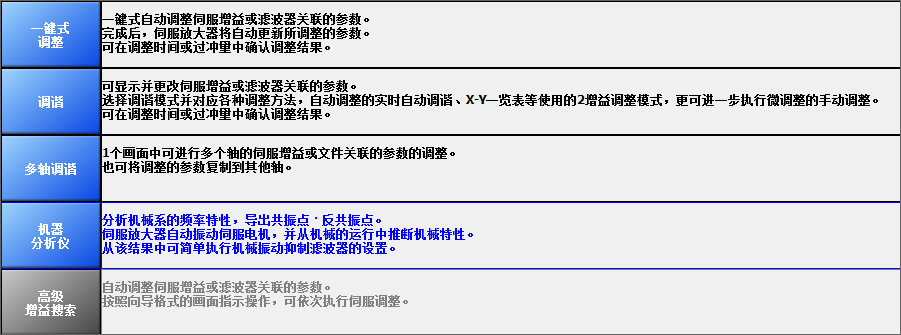 一键式
调整
一键式自动调整伺服增益或滤波器关联的参数。
完成后，伺服放大器将自动更新所调整的参数。
可在调整时间或过冲量中确认调整结果。
调谐
可显示并更改伺服增益或滤波器关联的参数。
选择调谐模式并对应各种调整方法，自动调整的实时自动调谐、X-Y一览表等使用的2增益调整模式，更可进一步执行微调整的手动调整。
可在调整时间或过冲量中确认调整结果。
多轴调谐
1个画面中可进行多个轴的伺服增益或文件关联的参数的调整。
也可将调整的参数复制到其他轴。
机器
分析仪
分析机械系的频率特性，导出共振点·反共振点。
伺服放大器自动振动伺服电机，并从机械的运行中推断机械特性。
从该结果中可简单执行机械振动抑制滤波器的设置。
高级
增益搜索
自动调整伺服增益或滤波器关联的参数。
按照向导格式的画面指示操作，可依次执行伺服调整。